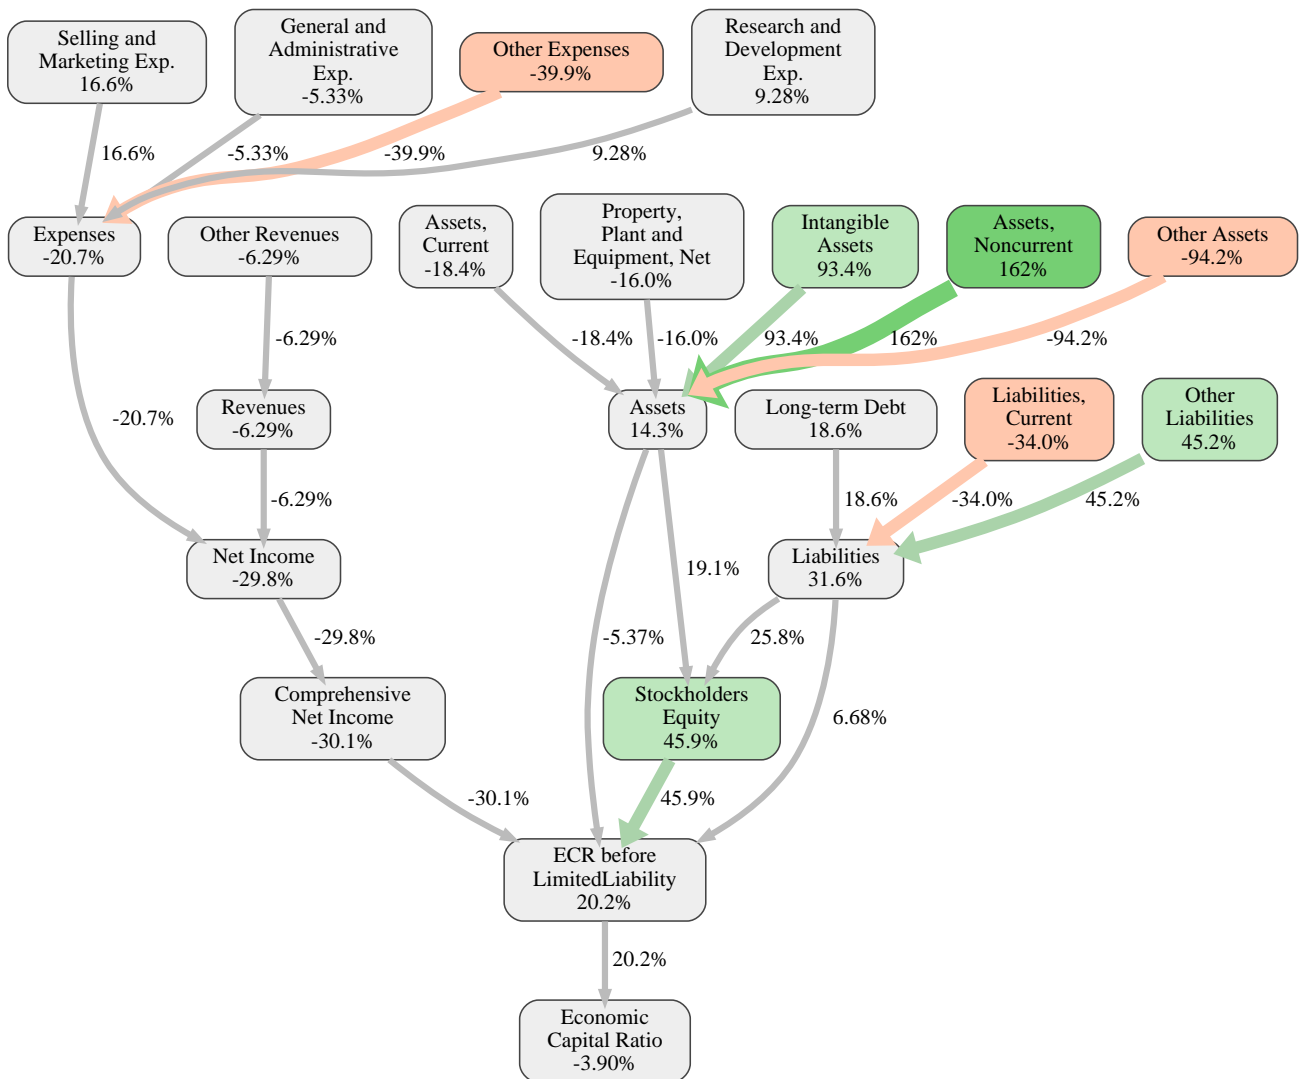 Selling and
Marketing Exp.
16.6%
General and
Administrative
Exp.
-5.33%
Other Expenses
-39.9%
Research and
Development
Exp.
9.28%
16.6%
-5.33%
-39.9%
9.28%
Expenses
-20.7%
Other Revenues
-6.29%
Assets,
Current
-18.4%
Property,
Plant and
Equipment, Net
-16.0%
Intangible
Assets
93.4%
Assets,
Noncurrent
162%
Other Assets
-94.2%
-6.29%
-18.4%
-16.0%
93.4%
162%
-94.2%
-20.7%
Revenues
-6.29%
Assets
14.3%
Long-term Debt
18.6%
Liabilities,
Current
-34.0%
Other
Liabilities
45.2%
-6.29%
18.6%
-34.0%
45.2%
Net Income
-29.8%
Liabilities
31.6%
19.1%
-29.8%
-5.37%
25.8%
Comprehensive
Net Income
-30.1%
Stockholders
Equity
45.9%
6.68%
-30.1%
45.9%
ECR before
LimitedLiability
20.2%
20.2%
Economic
Capital Ratio
-3.90%